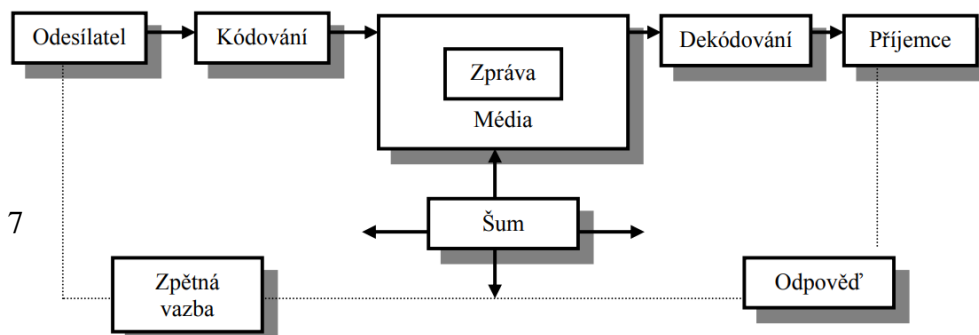 Odesílatel
Kódování
Zpráva
Média
Dekódování
Příjemce
7
Šum
Zpětná
vazba
Odpověď